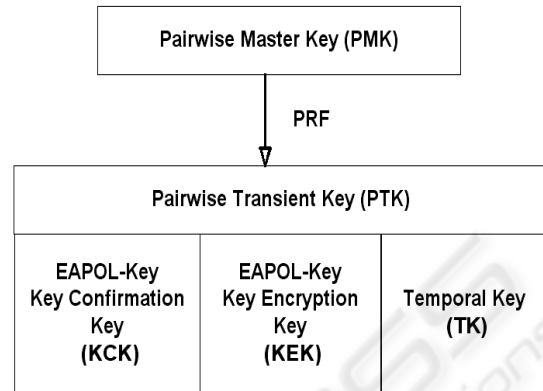 Pairwise Master Key (PMK)
PRF
Pairwise Transient Key (PTK)
EAPOL-Key
Key Confirmation
Key
(KCK)
EAPOL-Key
Key Encryption
Key
(KEK)
Temporal Key
(TK)